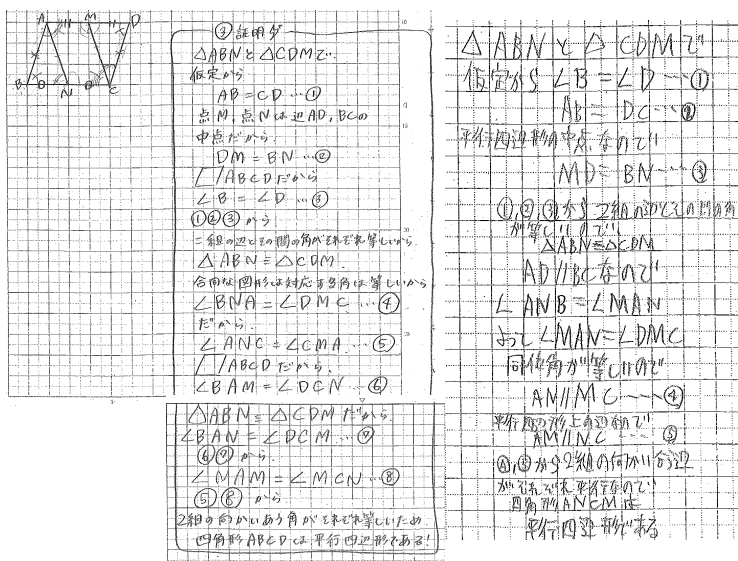 A M D
B N C
③ 証明ダ
△ABNと△CDMで
仮定から
AB=CD…①
点M, 点Nは辺AD, BCの
中点だから.
DM=BN…②
▱ABCDだから
∠B=∠D…③
①②③から
二組の辺とその間の角がそれぞれ等しいから
△ABN≡△CDM.
合同な図形は対応する角は等しいから
∠BNA=∠DMC…④
だから.
∠ANC=∠CMA…⑤
▱ABCDだから.
∠BAM=∠DCN…⑥
△ABN≡△CDMだから.
∠BAN=∠DCM…⑦
⑥⑦から.
∠MAM=∠MCN…⑧
⑤⑧から
2組の向かいあう角がそれぞれ等しいため
四角形ABCDは平行四辺形である!
△ABNと△CDMで
仮定から∠B=∠D…①
AB=DC…②
平行四辺形の中点なので
MD=BN…③
①,②,③から2組の辺とその間の角
が等しいので
△ABN≡△CDM
AD//BCなので
∠ANB=∠MAN
よって∠MAN=∠DMC
同位角が等しいので
AN//MC……④
平行四辺形上の辺なので
AM//NC……⑤
④,⑤から2組の向かい合う辺
がそれぞれ平行なので
四角形ANCMは
平行四辺形である